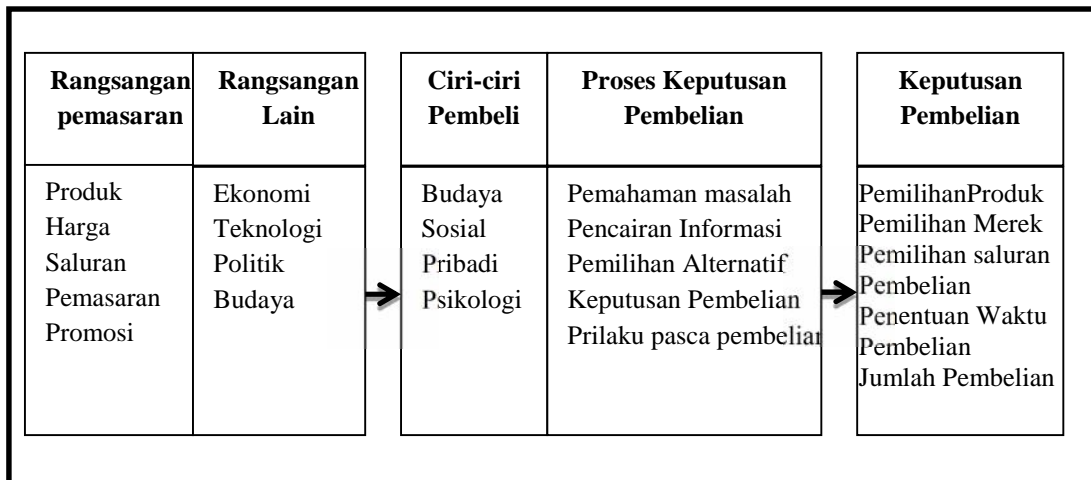 Rangsangan
pemasaran
Rangsangan
Lain
Ciri-ciri
Pembeli
Proses Keputusan
Pembelian
Keputusan
Pembelian
Produk
Harga
Saluran
Pemasaran
Promosi
Ekonomi
Teknologi
Politik
Budaya
Budaya
Sosial
Pribadi
Psikologi
Pemahaman masalah
Pencairan Informasi
Pemilihan Alternatif
Keputusan Pembelian
Prilaku pasca pembelian
PemilihanProduk
Pemilihan Merek
Pemilihan saluran
Pembelian
Penentuan Waktu
Pembelian
Jumlah Pembelian